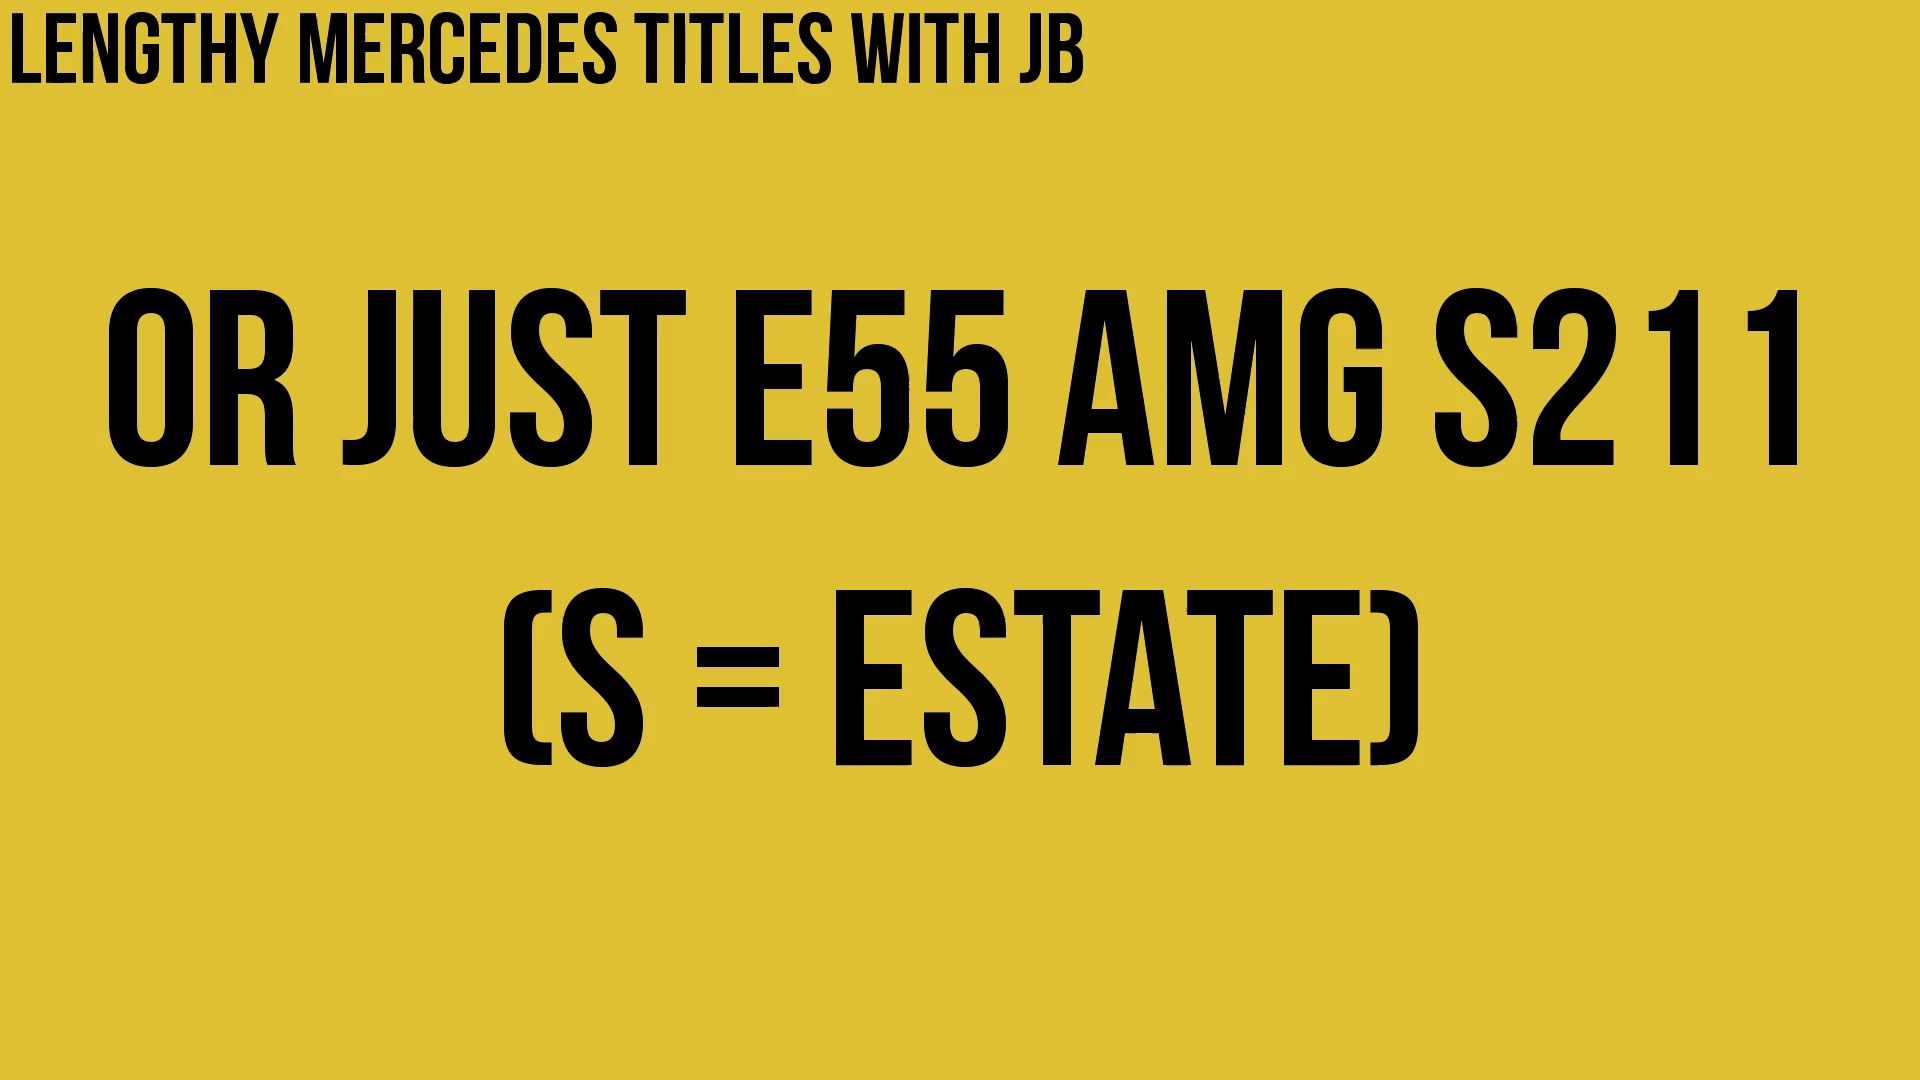 LENGTHY MERCEDES TITLES WITH JB
OR JUST E55 AMG S211
(S = ESTATE)